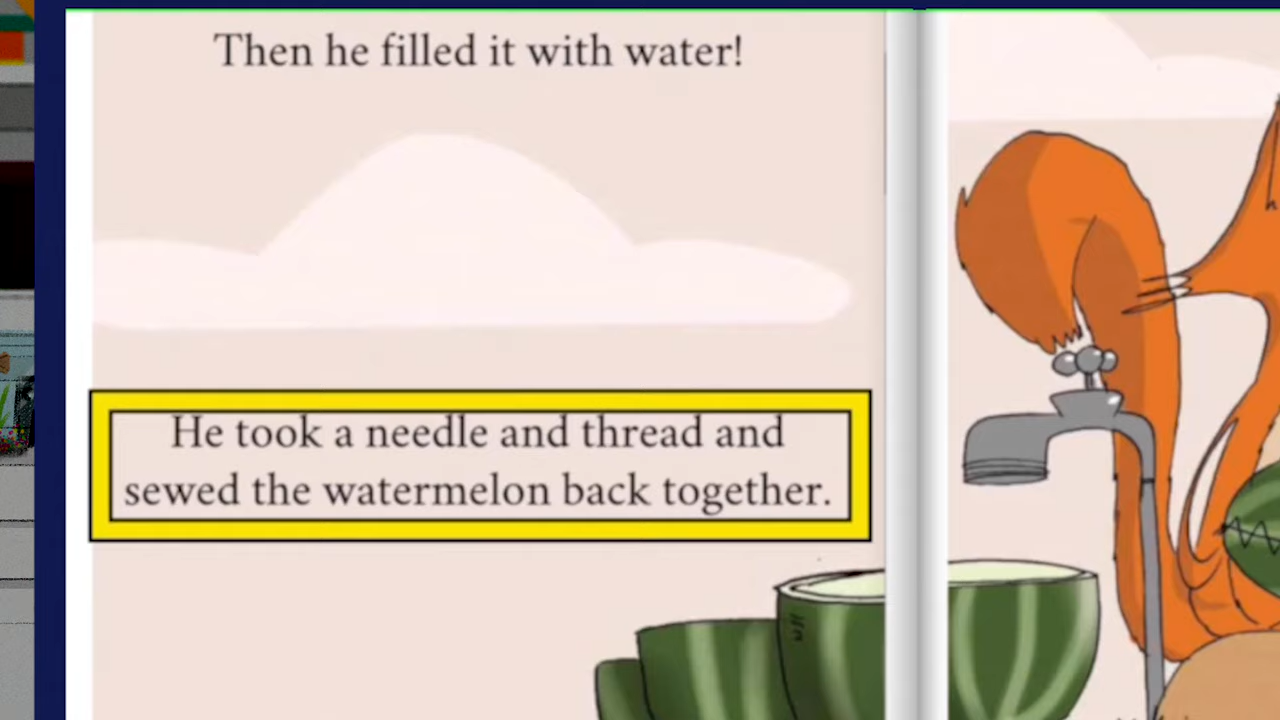 Then he filled it with water!
He took a needle and thread and
sewed the watermelon back together.